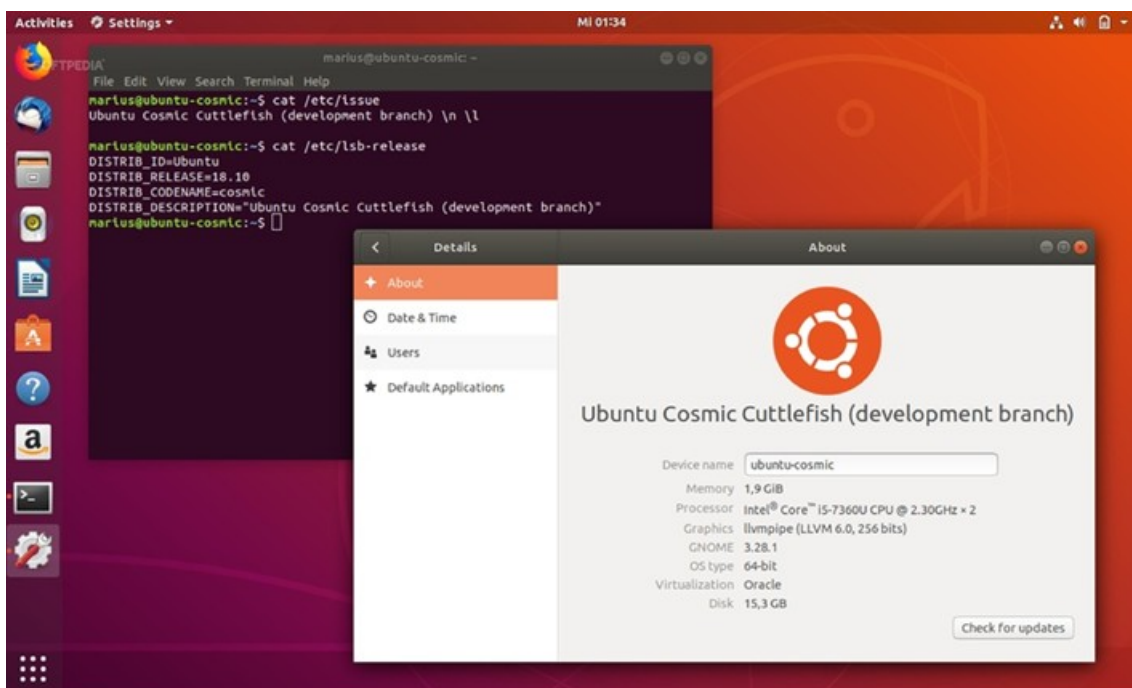 Activities Settings Mi 01:34
SOFTPEDIA
marius@ubuntu-cosmic: ~
File Edit View Search Terminal Help
marius@ubuntu-cosmic:~$ cat /etc/issue
Ubuntu Cosmic Cuttlefish (development branch) \n \l
marius@ubuntu-cosmic:~$ cat /etc/lsb-release
DISTRIB_ID=Ubuntu
DISTRIB_RELEASE=18.10
DISTRIB_CODENAME=cosmic
DISTRIB_DESCRIPTION="Ubuntu Cosmic Cuttlefish (development branch)"
marius@ubuntu-cosmic:~$
Details
About
Date & Time
Users
Default Applications
About
Ubuntu Cosmic Cuttlefish (development branch)
Device name ubuntu-cosmic
Memory 1,9 GiB
Processor Intel® Core™ i5-7360U CPU @ 2.30GHz × 2
Graphics llvmpipe (LLVM 6.0, 256 bits)
GNOME 3.28.1
OS type 64-bit
Virtualization Oracle
Disk 15,3 GB
Check for updates